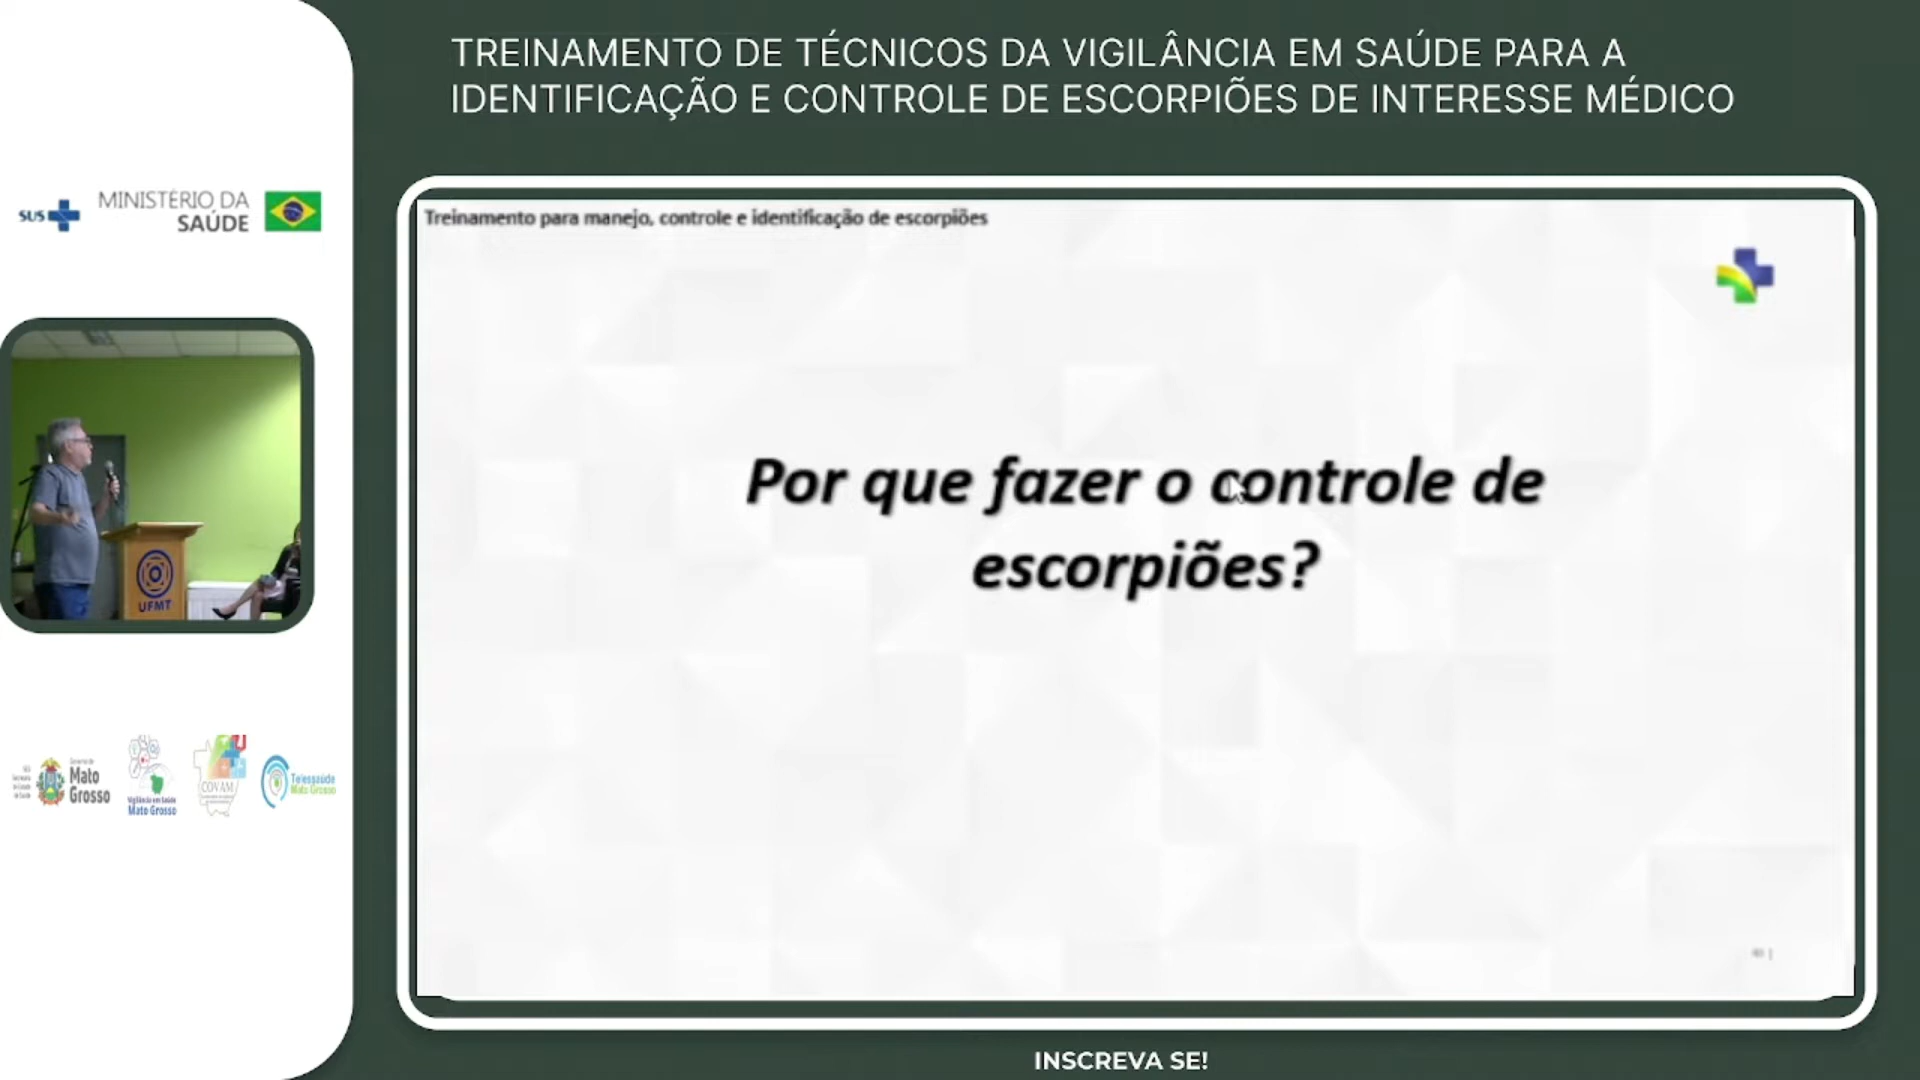 TREINAMENTO DE TÉCNICOS DA VIGILÂNCIA EM SAÚDE PARA A
IDENTIFICAÇÃO E CONTROLE DE ESCORPIÕES DE INTERESSE MÉDICO
SUS
MINISTÉRIO DA
SAÚDE
Treinamento para manejo, controle e identificação de escorpiões
Por que fazer o controle de
escorpiões?
UFMT
Mato
Grosso
Vigilância em Saúde
Mato Grosso
COVAM
Telessaúde
Mato Grosso
INSCREVA SE!